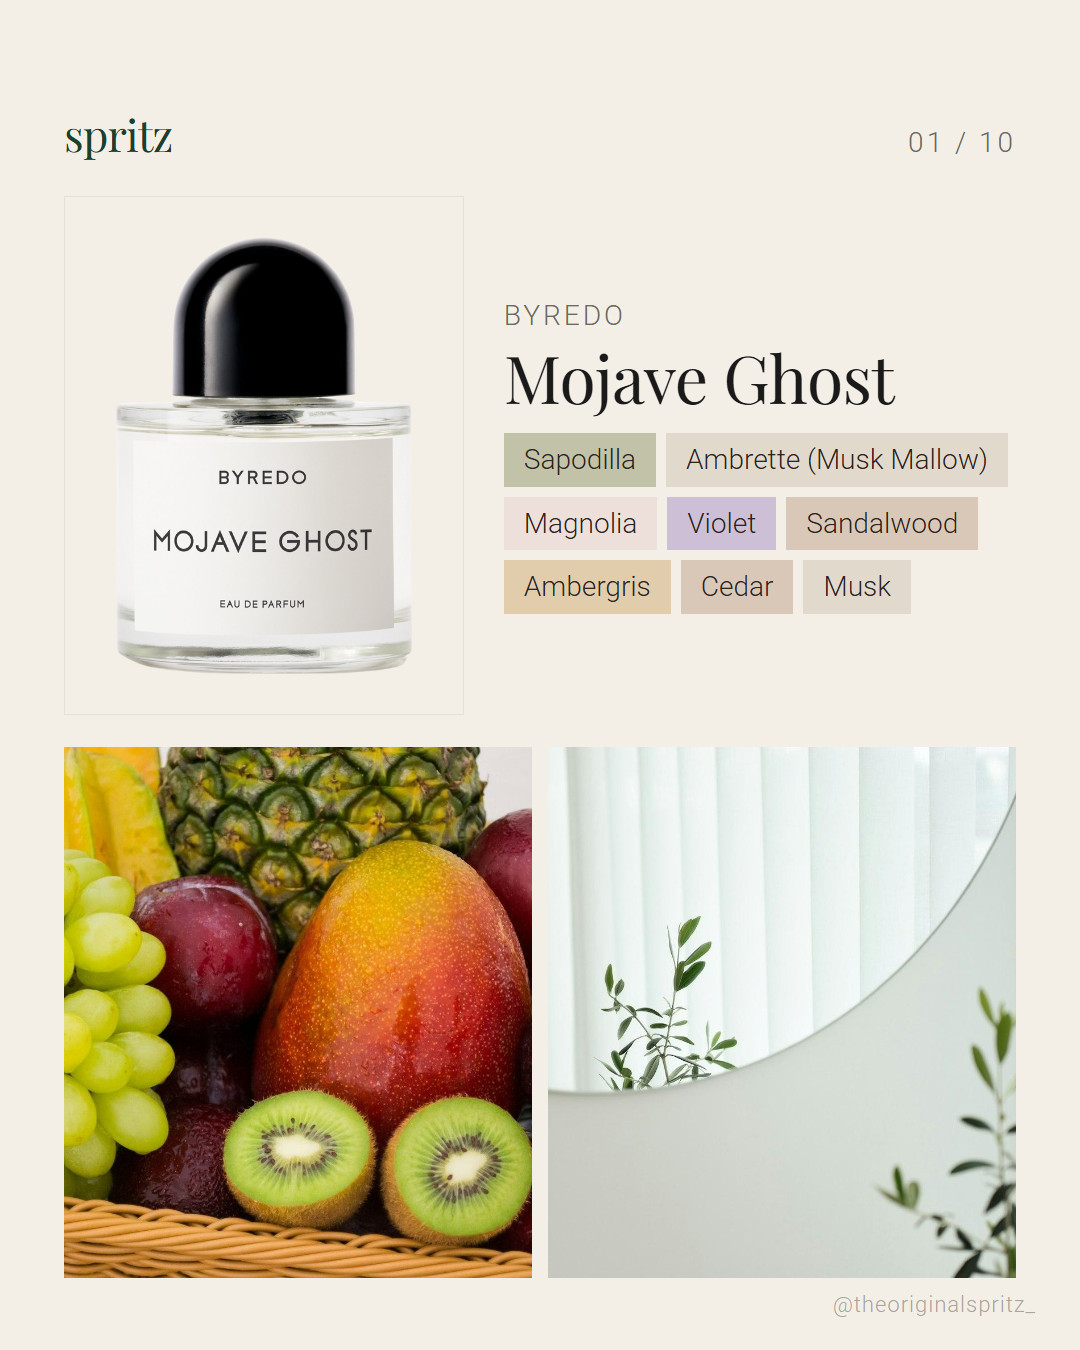 spritz
01 / 10
BYREDO
MOJAVE GHOST
EAU DE PARFUM
BYREDO
Mojave Ghost
Sapodilla
Ambrette (Musk Mallow)
Magnolia
Violet
Sandalwood
Ambergris
Cedar
Musk
@theoriginalspritz_